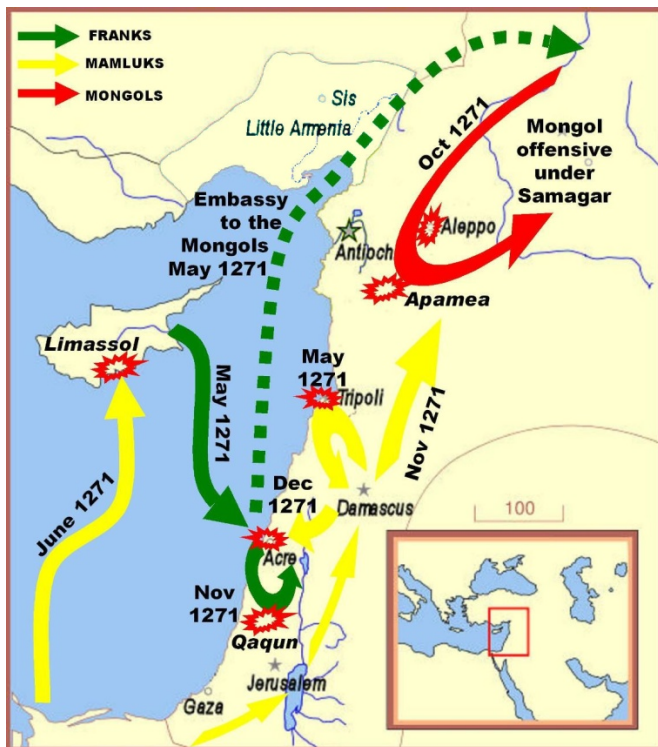 FRANKS
MAMLUKS
MONGOLS
Sis
Little Armenia
Oct 1271
Mongol
offensive
under
Samagar
Embassy
to the
Mongols
May 1271
Aleppo
Antioch
Apamea
Limassol
May 1271
May
1271
Tripoli
Nov 1271
June 1271
Dec
1271
Damascus
100
Acre
Nov
1271
Qaqun
Jerusalem
Gaza